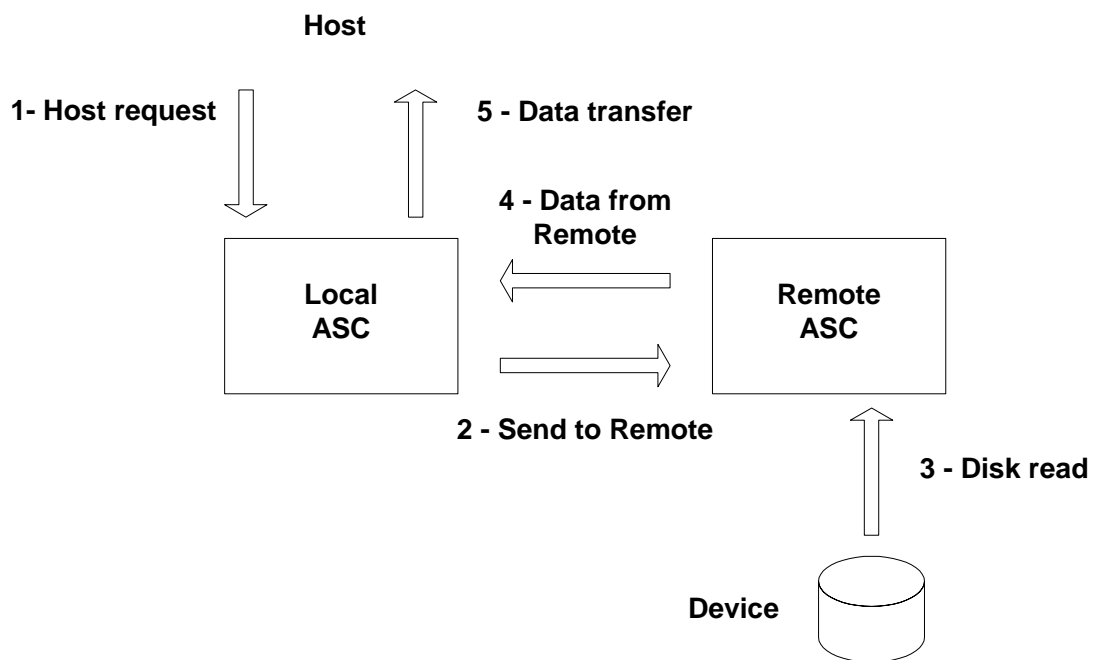 Host
1- Host request
5 - Data transfer
4 - Data from
Remote
Local
ASC
Remote
ASC
2 - Send to Remote
3 - Disk read
Device